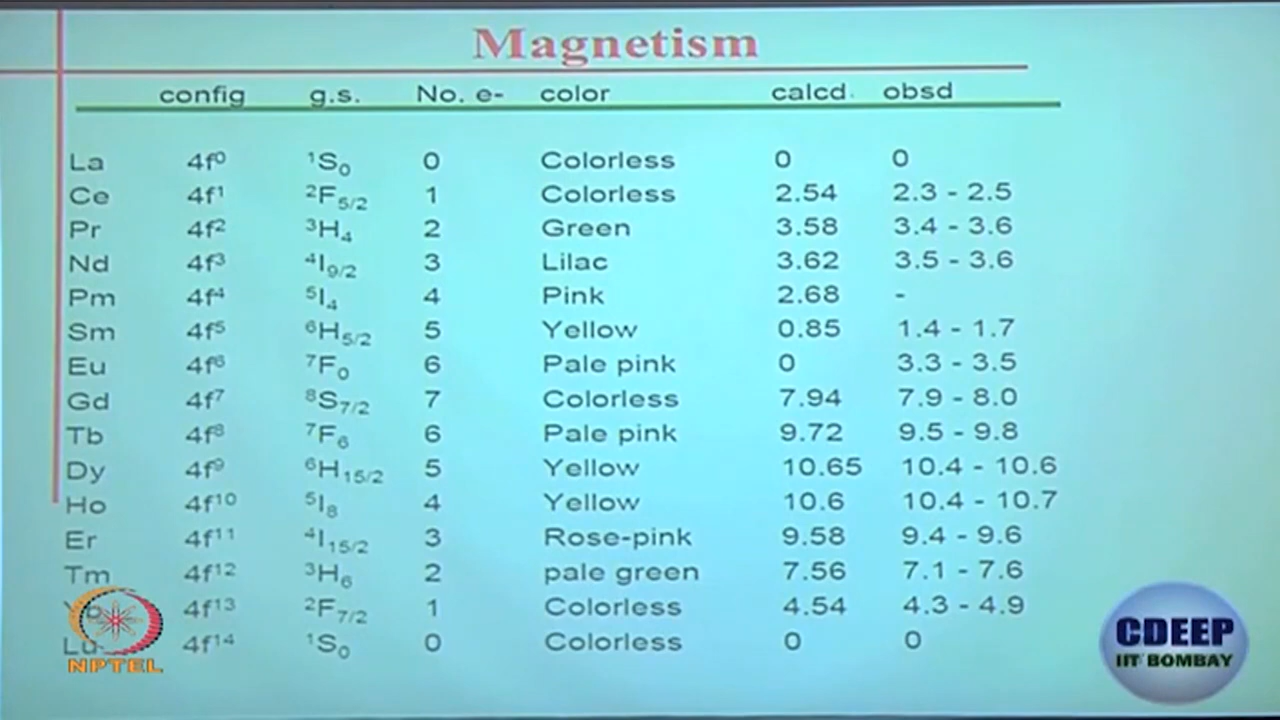 Magnetism
config g.s. No. e- color calcd. obsd
La 4f⁰ ¹S₀ 0 Colorless 0 0
Ce 4f¹ ²F₅/₂ 1 Colorless 2.54 2.3 - 2.5
Pr 4f² ³H₄ 2 Green 3.58 3.4 - 3.6
Nd 4f³ ⁴I₉/₂ 3 Lilac 3.62 3.5 - 3.6
Pm 4f⁴ ⁵I₄ 4 Pink 2.68 -
Sm 4f⁵ ⁶H₅/₂ 5 Yellow 0.85 1.4 - 1.7
Eu 4f⁶ ⁷F₀ 6 Pale pink 0 3.3 - 3.5
Gd 4f⁷ ⁸S₇/₂ 7 Colorless 7.94 7.9 - 8.0
Tb 4f⁸ ⁷F₆ 6 Pale pink 9.72 9.5 - 9.8
Dy 4f⁹ ⁶H₁₅/₂ 5 Yellow 10.65 10.4 - 10.6
Ho 4f¹⁰ ⁵I₈ 4 Yellow 10.6 10.4 - 10.7
Er 4f¹¹ ⁴I₁₅/₂ 3 Rose-pink 9.58 9.4 - 9.6
Tm 4f¹² ³H₆ 2 pale green 7.56 7.1 - 7.6
Yb 4f¹³ ²F₇/₂ 1 Colorless 4.54 4.3 - 4.9
Lu 4f¹⁴ ¹S₀ 0 Colorless 0 0
NPTEL
CDEEP
IIT BOMBAY